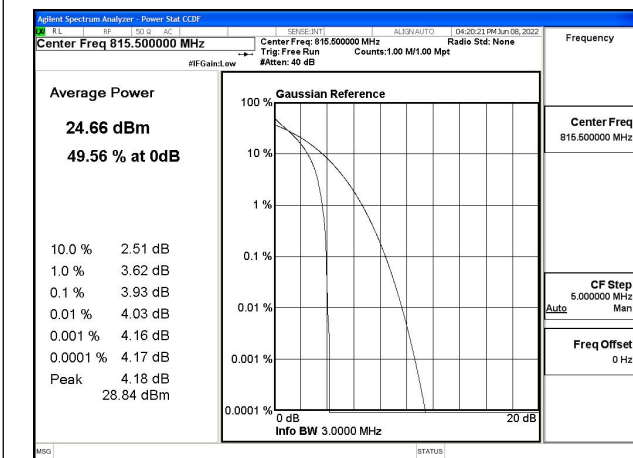 Agilent Spectrum Analyzer - Power Stat CCDF
RL RF 50 Ω AC SENSE:INT ALIGN AUTO 04:20:21 PM Jun 08, 2022
Center Freq 815.500000 MHz
Center Freq: 815.500000 MHz Radio Std: None
Trig: Free Run Counts:1.00 M/1.00 Mpt
#IFGain:Low #Atten: 40 dB
Frequency
Average Power
24.66 dBm
49.56 % at 0dB
10.0 % 2.51 dB
1.0 % 3.62 dB
0.1 % 3.93 dB
0.01 % 4.03 dB
0.001 % 4.16 dB
0.0001 % 4.17 dB
Peak 4.18 dB
28.84 dBm
Gaussian Reference
100 %
10 %
1 %
0.1 %
0.01 %
0.001 %
0.0001 %
0 dB 20 dB
Info BW 3.0000 MHz
Center Freq
815.500000 MHz
CF Step
5.000000 MHz
Auto Man
Freq Offset
0 Hz
MSG STATUS